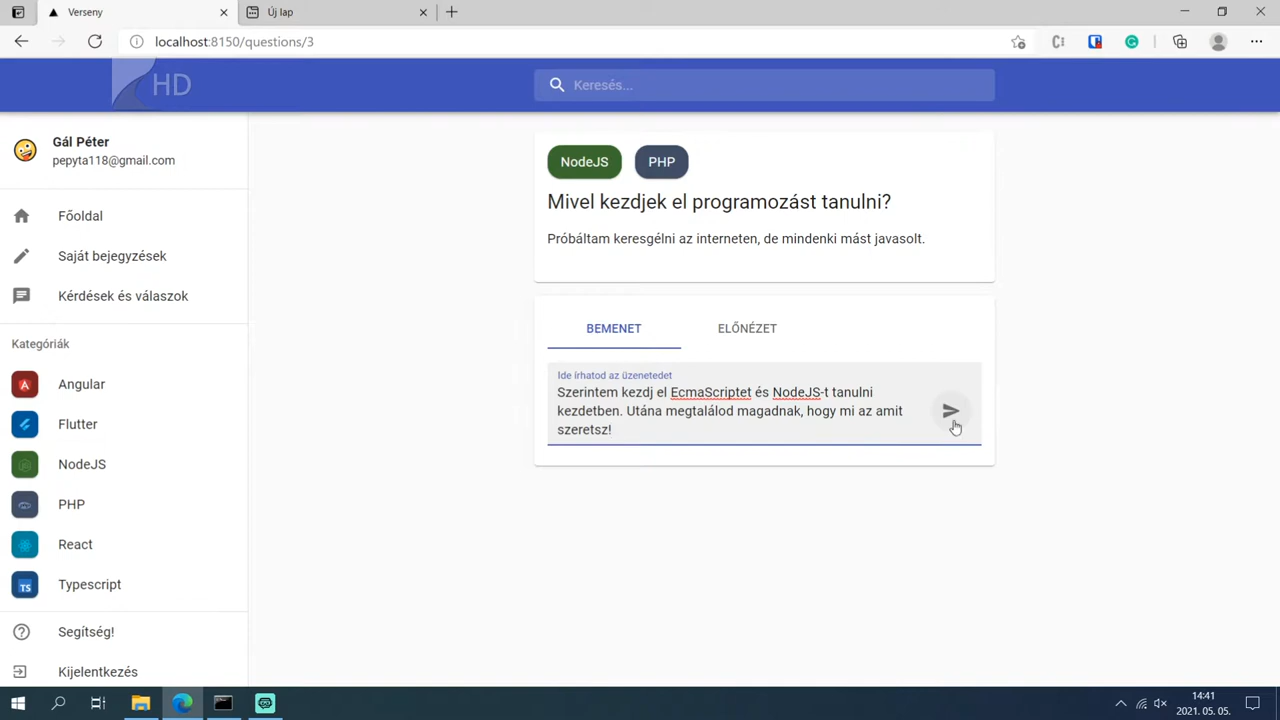 Verseny
Új lap
localhost:8150/questions/3
HD
Keresés...
Gál Péter
pepyta118@gmail.com
Főoldal
Saját bejegyzések
Kérdések és válaszok
Kategóriák
Angular
Flutter
NodeJS
PHP
React
TS
Typescript
Segítség!
Kijelentkezés
NodeJS
PHP
Mivel kezdjek el programozást tanulni?
Próbáltam keresgélni az interneten, de mindenki mást javasolt.
BEMENET
ELŐNÉZET
Ide írhatod az üzenetedet
Szerintem kezdj el EcmaScriptet és NodeJS-t tanulni
kezdetben. Utána megtalálod magadnak, hogy mi az amit
szeretsz!
14:41
2021. 05. 05.